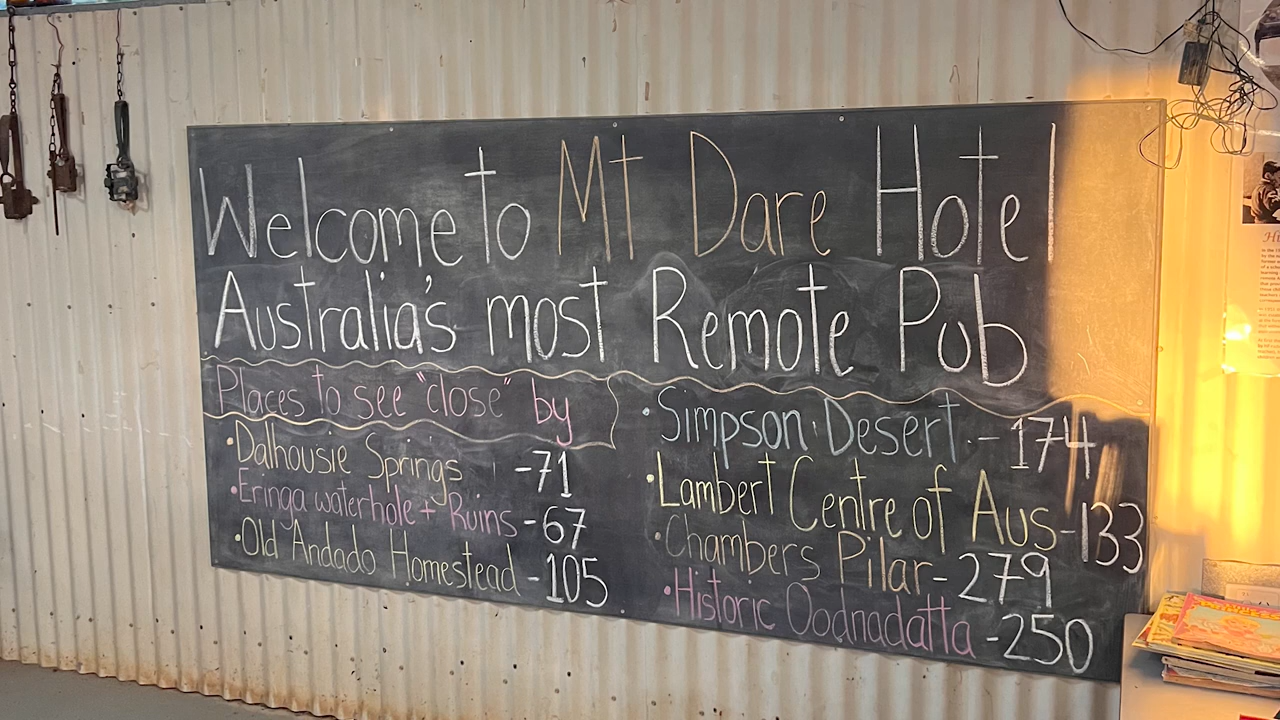 Welcome to Mt Dare Hotel
Australia's most Remote Pub
Places to see "close" by
• Dalhousie Springs -71
• Eringa waterhole + Ruins -67
• Old Andado Homestead -105
• Simpson Desert - 174
• Lambert Centre of Aus -133
• Chambers Pilar - 279
• Historic Oodnadatta -250